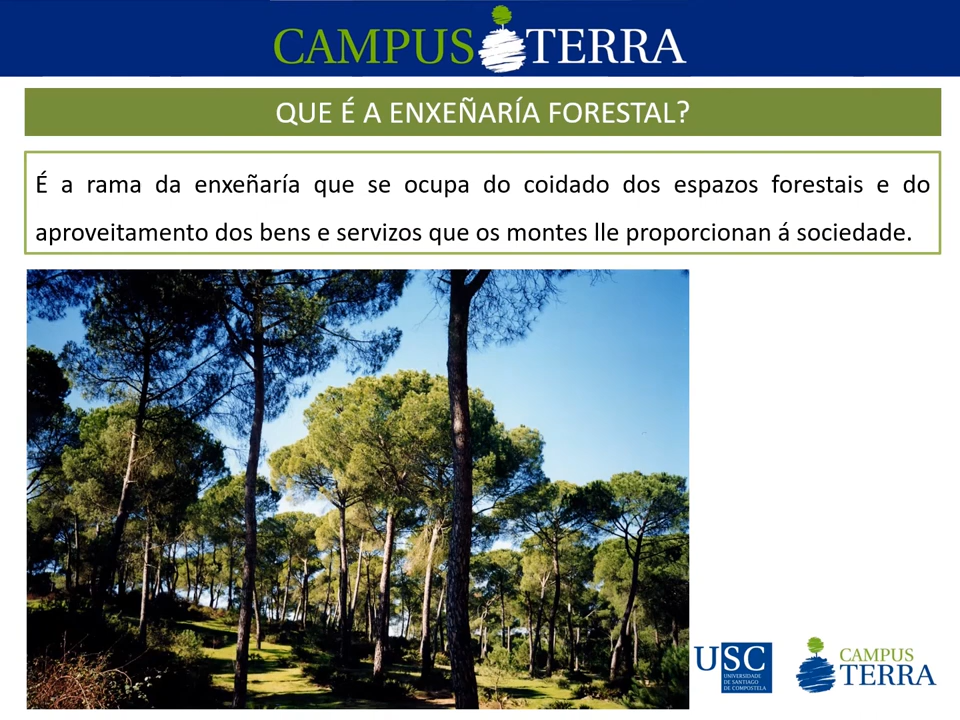 CAMPUS TERRA
QUE É A ENXEÑARÍA FORESTAL?
É a rama da enxeñaría que se ocupa do coidado dos espazos forestais e do
aproveitamento dos bens e servizos que os montes lle proporcionan á sociedade.
USC
UNIVERSIDADE
DE SANTIAGO
DE COMPOSTELA
CAMPUS
TERRA